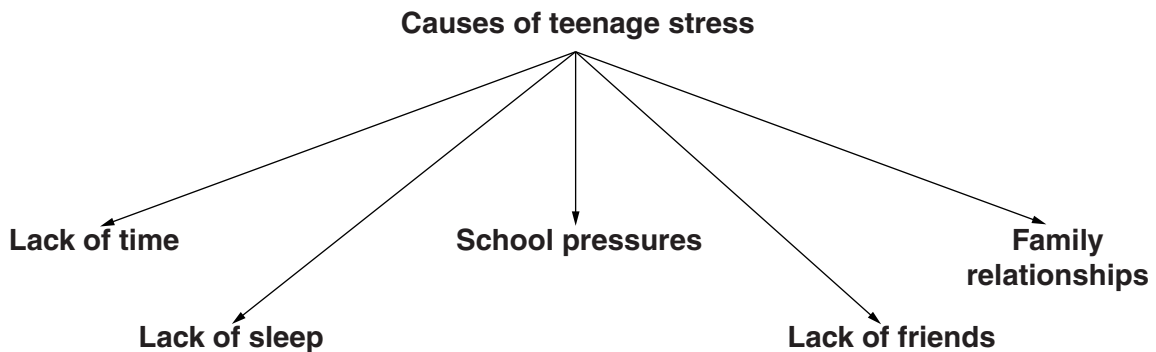 Causes of teenage stress
Lack of time
School pressures
Family
relationships
Lack of sleep
Lack of friends